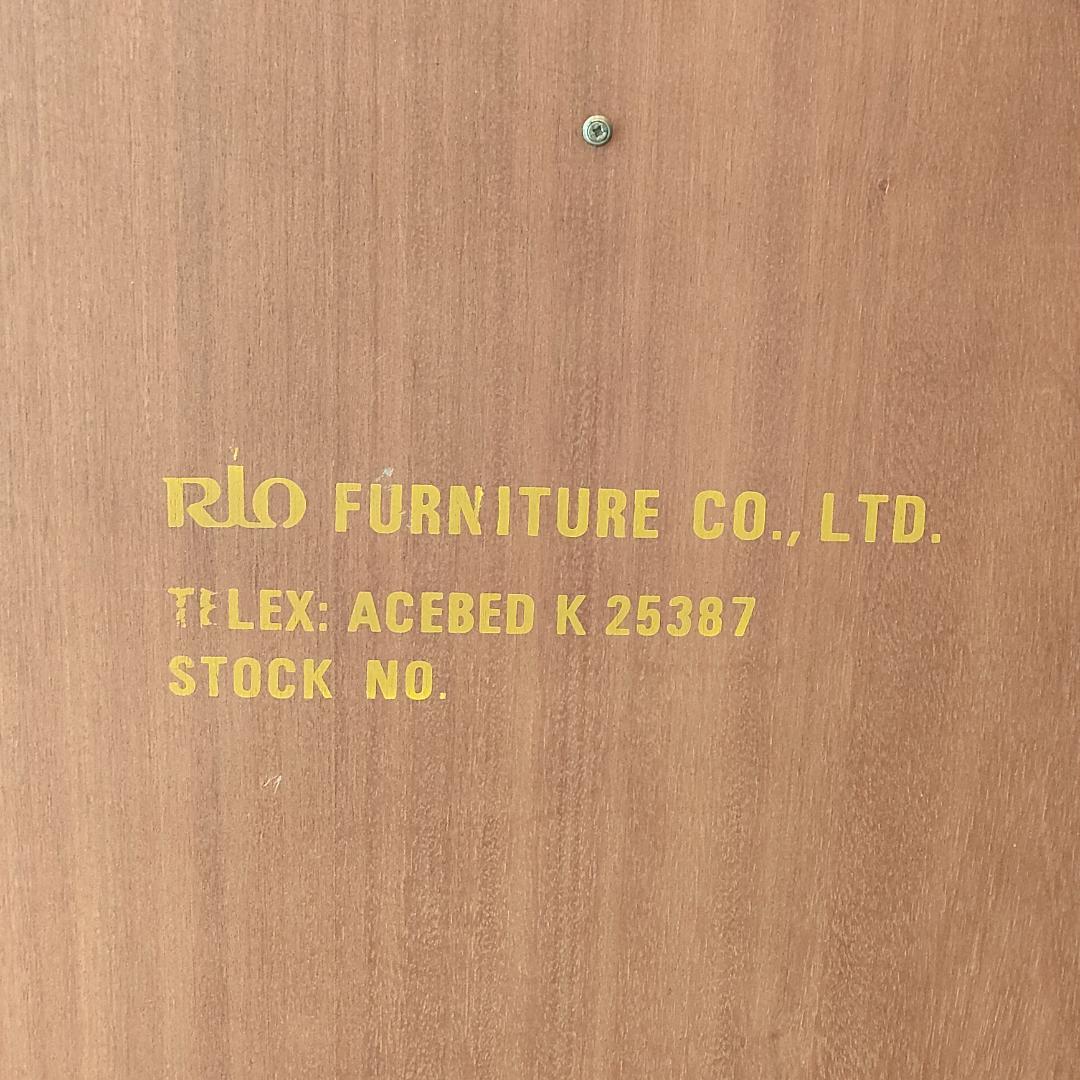 Rio FURNITURE CO., LTD.
TELEX: ACEBED K 25387
STOCK NO.